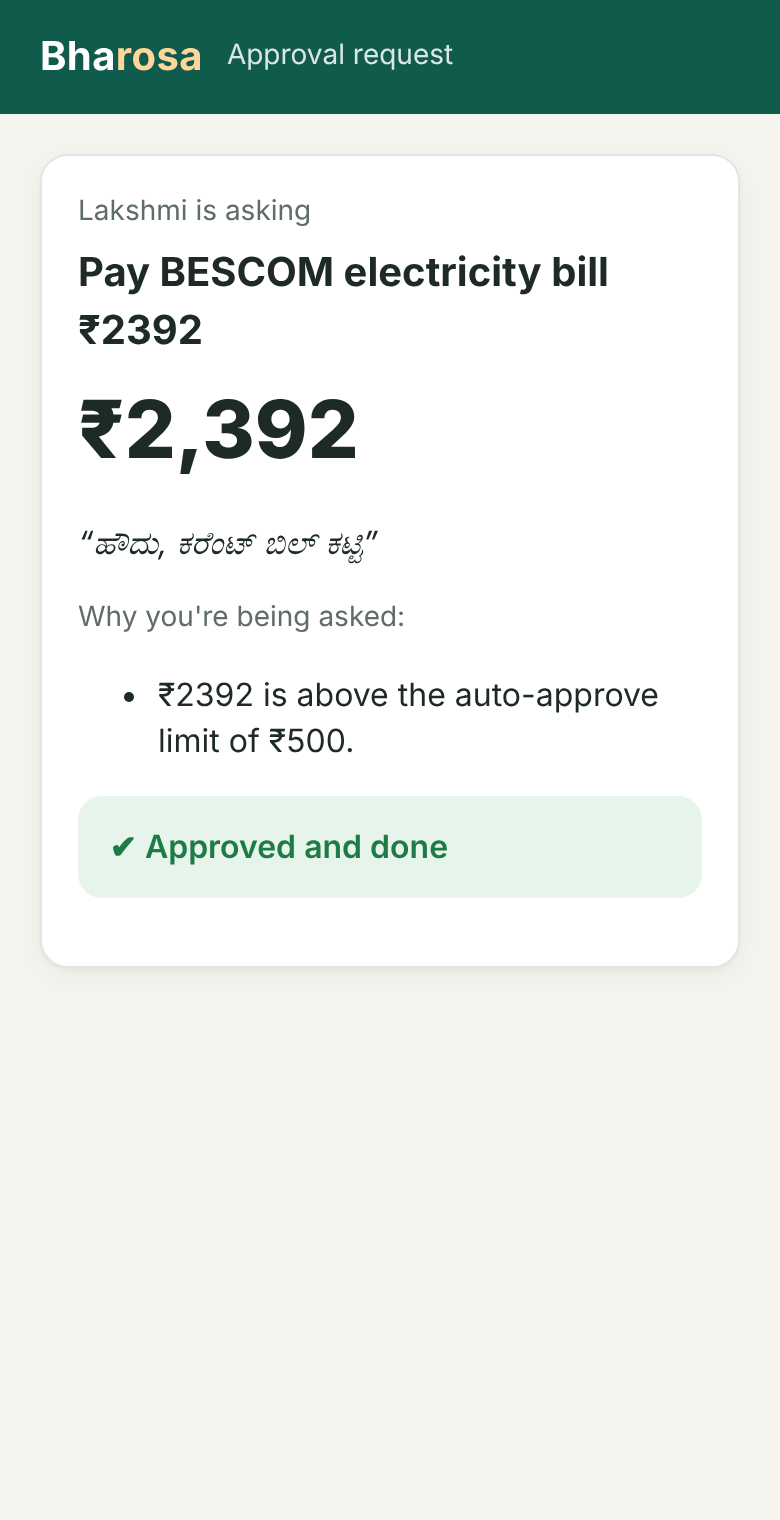 Bharosa Approval request
Lakshmi is asking
Pay BESCOM electricity bill
₹2392
₹2,392
“ಹೌದು, ಕರೆಂಟ್ ಬಿಲ್ ಕಟ್ಟಿ”
Why you're being asked:
• ₹2392 is above the auto-approve
limit of ₹500.
✔ Approved and done